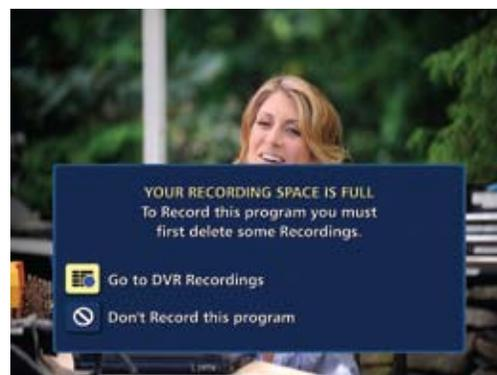 YOUR RECORDING SPACE IS FULL
To Record this program you must
first delete some Recordings.
Go to DVR Recordings
Don't Record this program